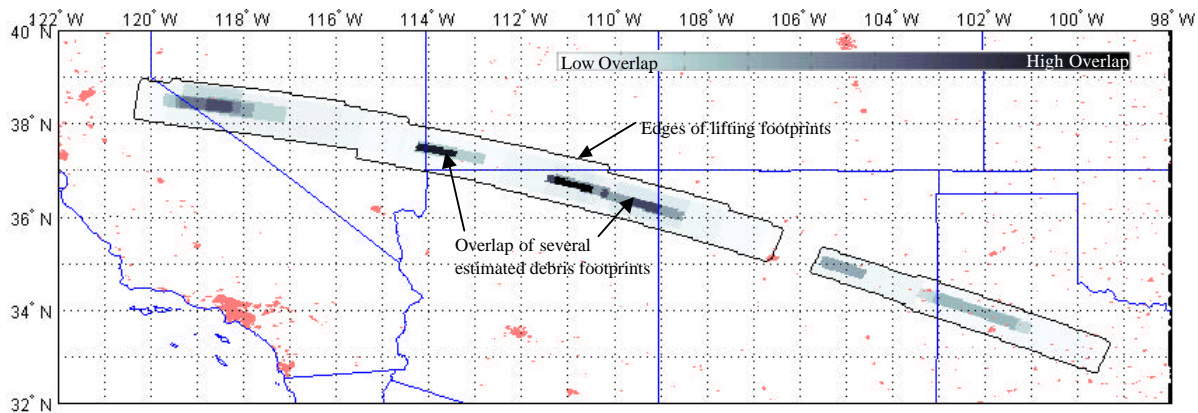 120° W 118° W 116° W 114° W 112° W 110° W 108° W 106° W 104° W 102° W 100° W 98° W
40° N
Low Overlap High Overlap
38° N
Edges of lifting footprints
122° W
36° N
Overlap of several
estimated debris footprints
34° N
32° N